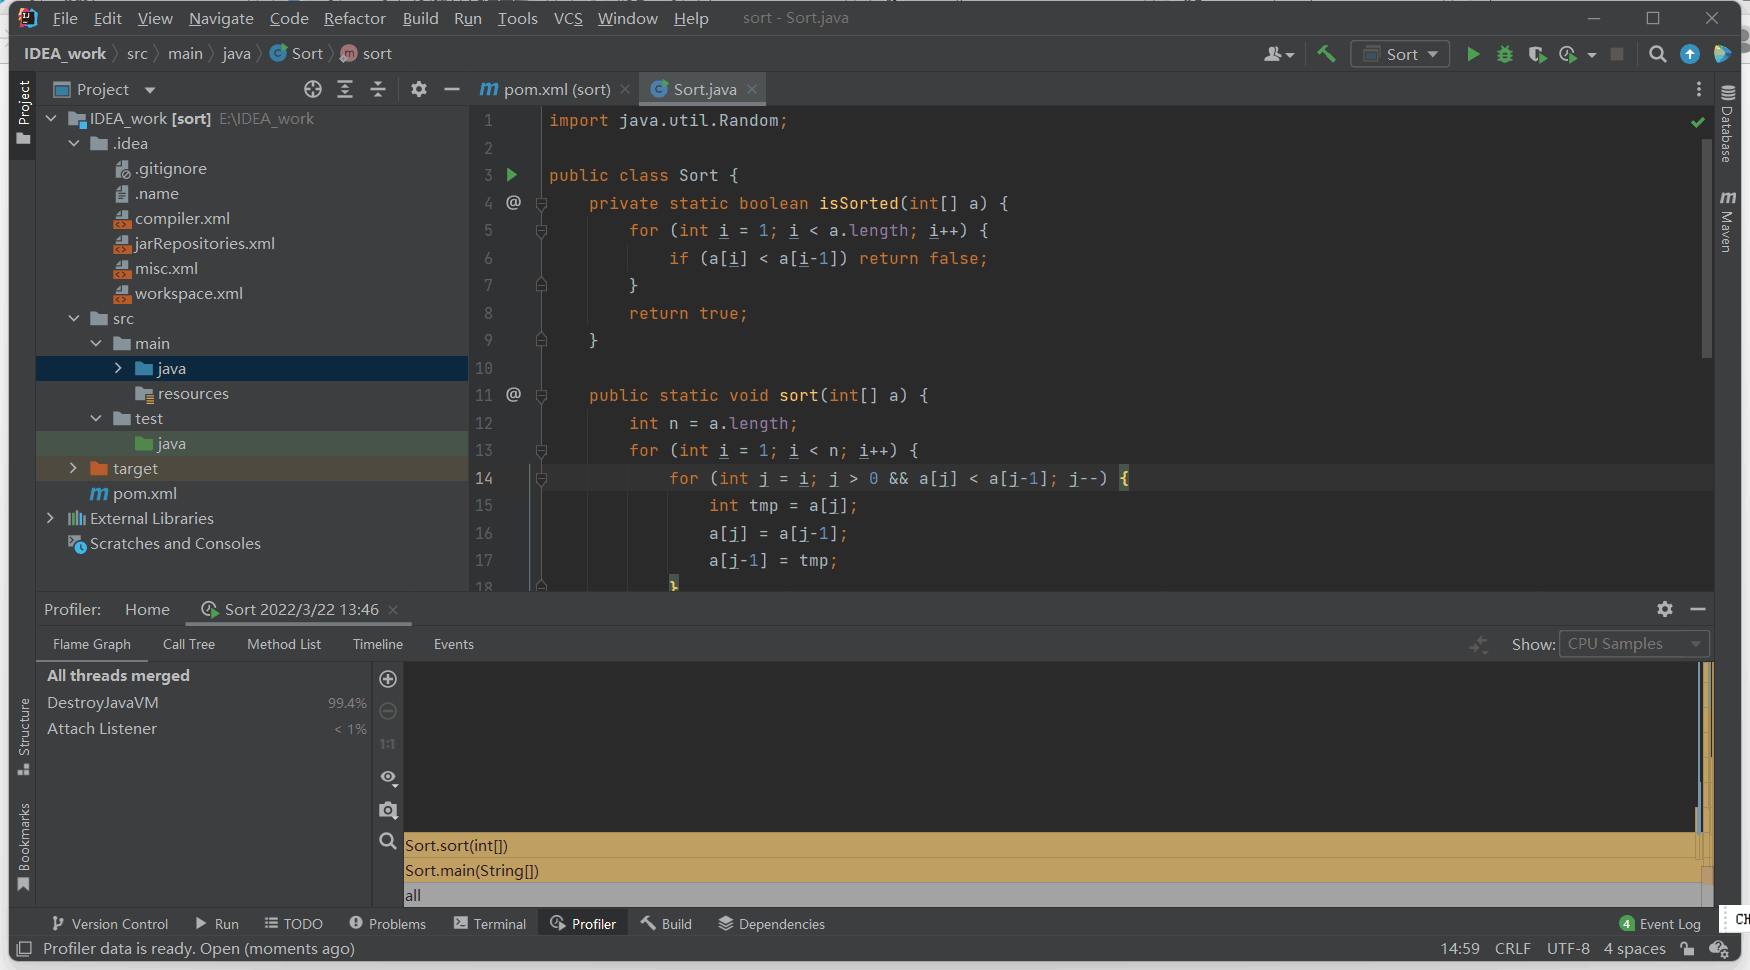 File Edit View Navigate Code Refactor Build Run Tools VCS Window Help sort - Sort.java
IDEA_work src main java Sort m sort
Sort
Project
Project
pom.xml (sort)
Sort.java
IDEA_work [sort] E:\IDEA_work
.idea
.gitignore
.name
compiler.xml
jarRepositories.xml
misc.xml
workspace.xml
src
main
java
resources
test
java
target
pom.xml
External Libraries
Scratches and Consoles
1 import java.util.Random;
2
3 public class Sort {
4 @ private static boolean isSorted(int[] a) {
5 for (int i = 1; i < a.length; i++) {
6 if (a[i] < a[i-1]) return false;
7 }
8 return true;
9 }
10
11 @ public static void sort(int[] a) {
12 int n = a.length;
13 for (int i = 1; i < n; i++) {
14 for (int j = i; j > 0 && a[j] < a[j-1]; j--) {
15 int tmp = a[j];
16 a[j] = a[j-1];
17 a[j-1] = tmp;
18 }
Database
Maven
Profiler: Home Sort 2022/3/22 13:46
Flame Graph Call Tree Method List Timeline Events Show: CPU Samples
All threads merged
DestroyJavaVM 99.4%
Attach Listener < 1%
1:1
Sort.sort(int[])
Sort.main(String[])
all
Structure
Bookmarks
Version Control Run TODO Problems Terminal Profiler Build Dependencies 4 Event Log
CH
Profiler data is ready. Open (moments ago) 14:59 CRLF UTF-8 4 spaces